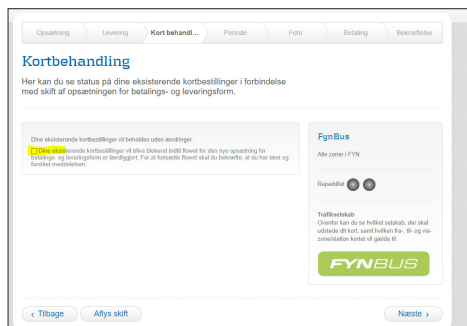 Opsætning
Levering
Kort behandl...
Periode
Foto
Betaling
Bekræftelse
Kortbehandling
Her kan du se status på dine eksisterende kortbestillinger i forbindelse
med skift af opsætningen for betalings- og leveringsform.
Dine eksisterende kortbestillinger vil beholdes uden ændringer.
Dine eksisterende kortbestillinger vil blive blokeret indtil flowet for den nye opsætning for
betalings- og leveringsform er færdiggjort. For at fortsætte flowet skal du bekræfte, at du har læst og
forstået meddelelsen.
FynBus
Alle zoner i FYN
Rejsehillet
Trafikselskab
Ovenfor kan du se hvilket selskab, der skal
udstede dit kort, samt hvilken fra-, til- og via-
zone/station kortet vil gælde til.
FYNBUS
‹ Tilbage
Aflys skift
Næste ›